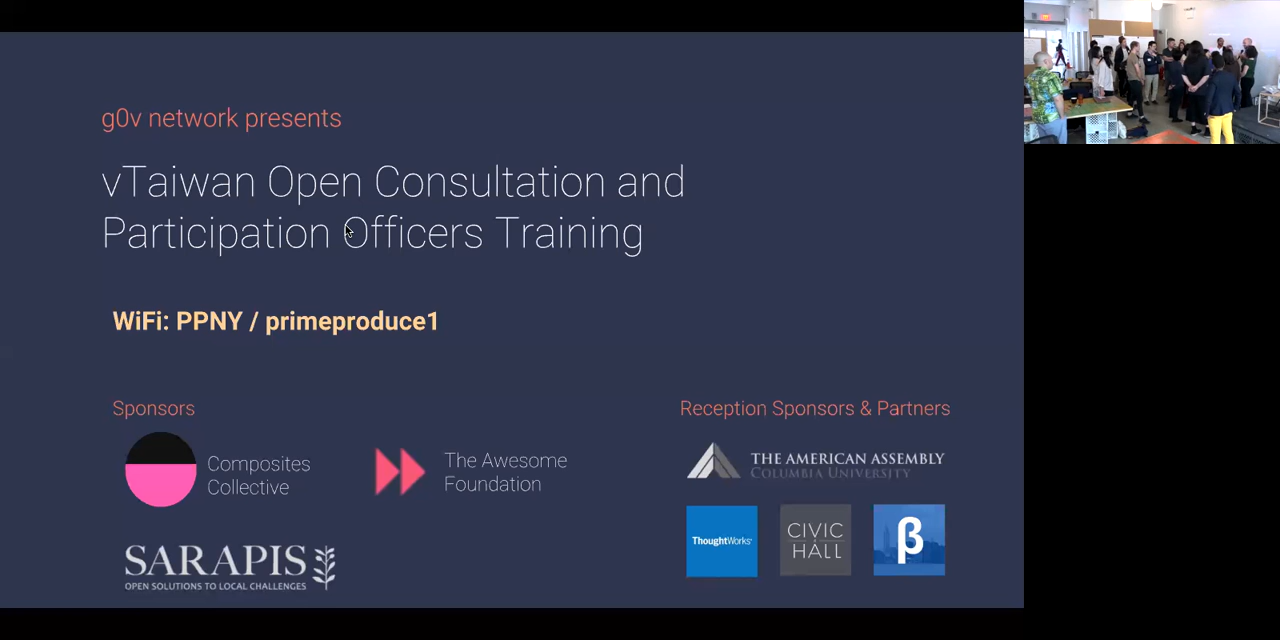 g0v network presents
vTaiwan Open Consultation and
Participation Officers Training
WiFi: PPNY / primeproduce1
Sponsors
Reception Sponsors & Partners
Composites
Collective
The Awesome
Foundation
SARAPIS
OPEN SOLUTIONS TO LOCAL CHALLENGES
THE AMERICAN ASSEMBLY
COLUMBIA UNIVERSITY
ThoughtWorks
CIVIC
HALL
β